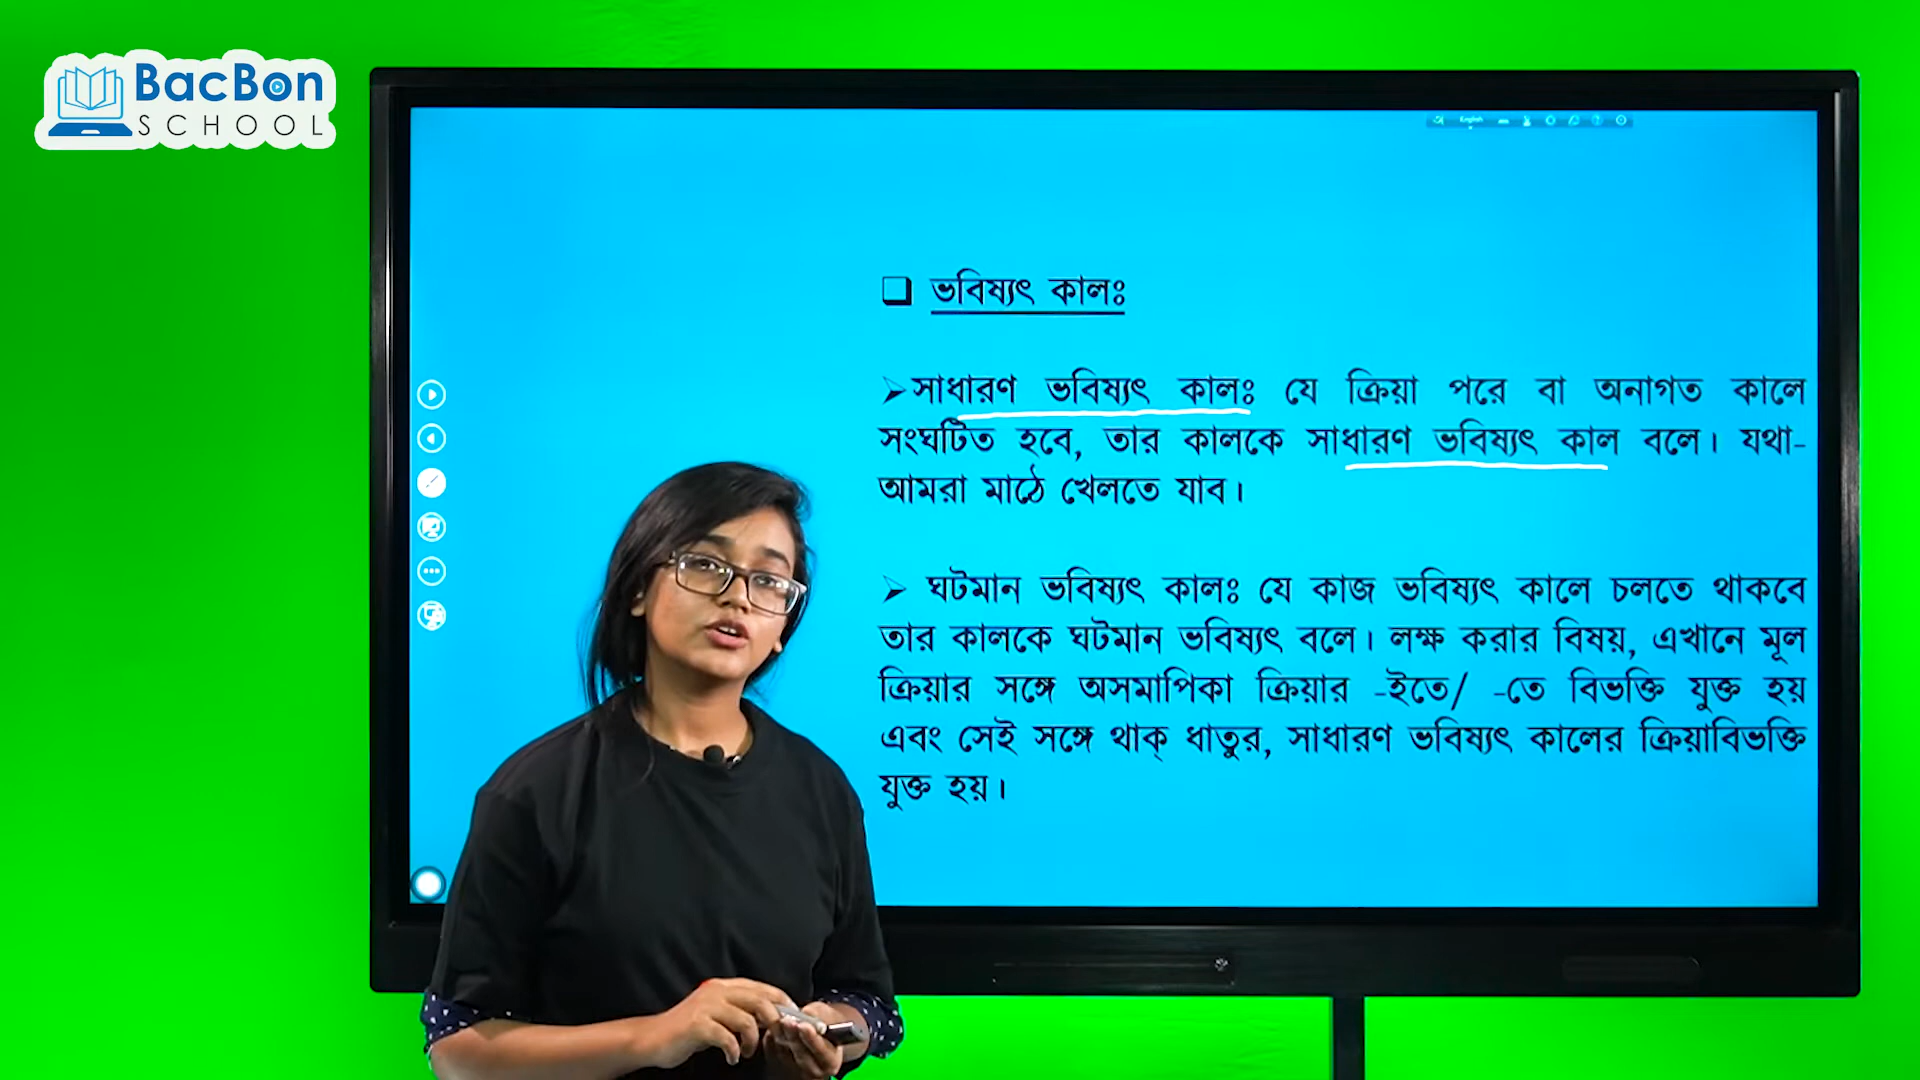 BacBon
SCHOOL
English
ভবিষ্যৎ কালঃ
সাধারণ ভবিষ্যৎ কালঃ যে ক্রিয়া পরে বা অনাগত কালে
সংঘটিত হবে, তার কালকে সাধারণ ভবিষ্যৎ কাল বলে। যথা-
আমরা মাঠে খেলতে যাব।
ঘটমান ভবিষ্যৎ কালঃ যে কাজ ভবিষ্যৎ কালে চলতে থাকবে
তার কালকে ঘটমান ভবিষ্যৎ বলে। লক্ষ করার বিষয়, এখানে মূল
ক্রিয়ার সঙ্গে অসমাপিকা ক্রিয়ার -ইতে/ -তে বিভক্তি যুক্ত হয়
এবং সেই সঙ্গে থাক্ ধাতুর, সাধারণ ভবিষ্যৎ কালের ক্রিয়াবিভক্তি
যুক্ত হয়।